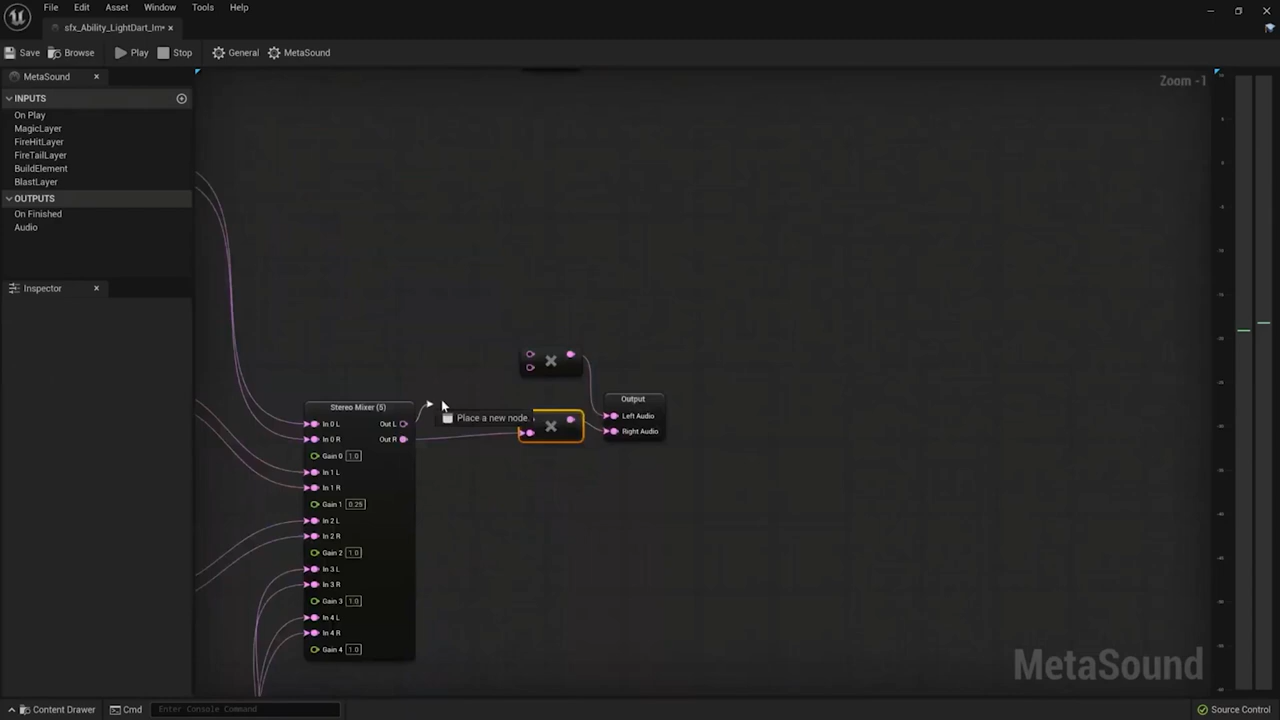 File Edit Asset Window Tools Help
sfx_Ability_LightDart_Im•
Save Browse Play Stop General MetaSound
MetaSound
Zoom -1
INPUTS
On Play
MagicLayer
FireHitLayer
FireTailLayer
BuildElement
BlastLayer
OUTPUTS
On Finished
Audio
Inspector
Stereo Mixer (5)
In 0 L Out L
In 0 R Out R
Gain 0 1.0
In 1 L
In 1 R
Gain 1 0.25
In 2 L
In 2 R
Gain 2 1.0
In 3 L
In 3 R
Gain 3 1.0
In 4 L
In 4 R
Gain 4 1.0
Place a new node.
Output
Left Audio
Right Audio
MetaSound
Content Drawer Cmd Enter Console Command Source Control